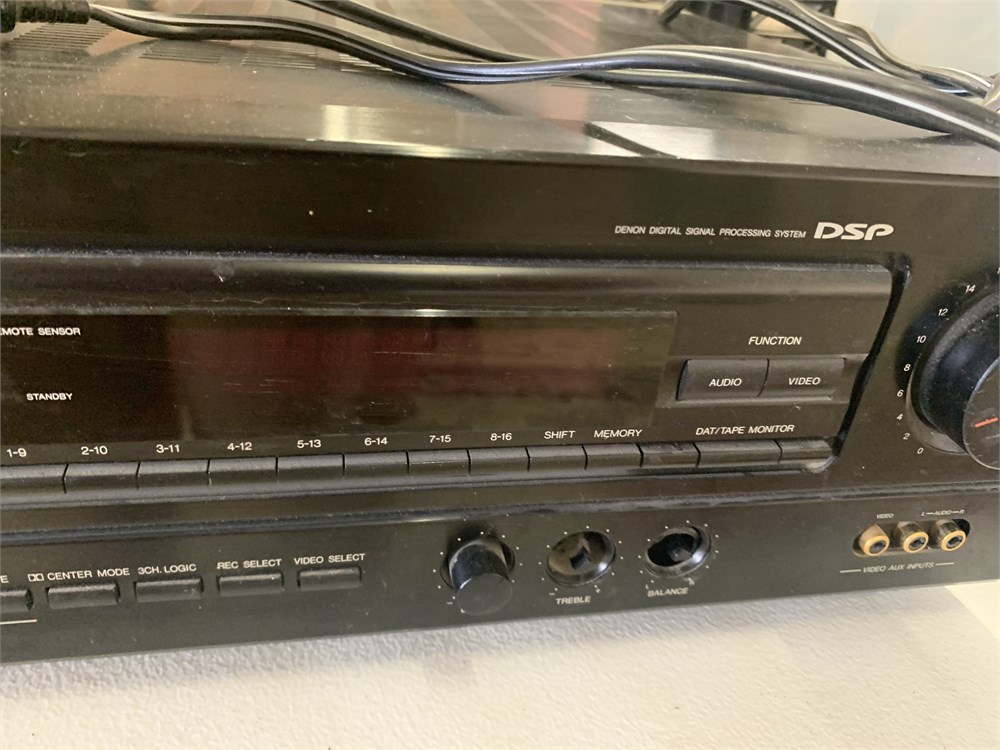 DENON DIGITAL SIGNAL PROCESSING SYSTEM DSP
EMOTE SENSOR
STANDBY
FUNCTION
AUDIO VIDEO
1-9 2-10 3-11 4-12 5-13 6-14 7-15 8-16 SHIFT MEMORY DAT/TAPE MONITOR
14
12
10
8
6
4
2
0
E DD CENTER MODE 3CH. LOGIC REC SELECT VIDEO SELECT
- + TREBLE BALANCE
VIDEO L—AUDIO—R
VIDEO AUX INPUTS